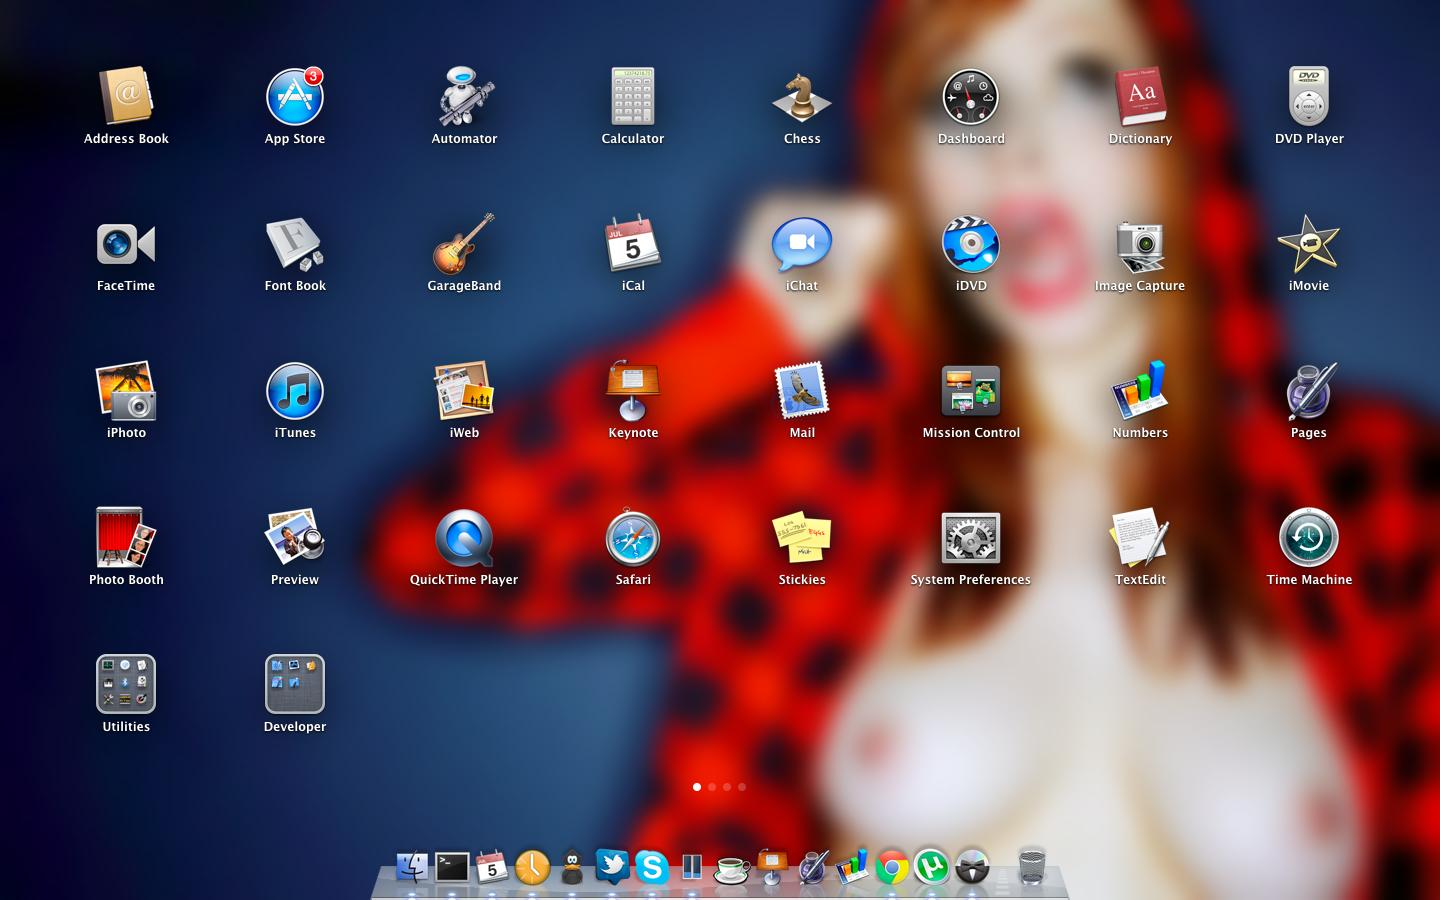 3
Address Book
App Store
Automator
Calculator
Chess
Dashboard
Dictionary
DVD Player
Aa
DVD
JUL
5
FaceTime
Font Book
GarageBand
iCal
iChat
iDVD
Image Capture
iMovie
iPhoto
iTunes
iWeb
Keynote
Mail
Mission Control
Numbers
Pages
Photo Booth
Preview
QuickTime Player
Safari
Stickies
System Preferences
TextEdit
Time Machine
Utilities
Developer
5